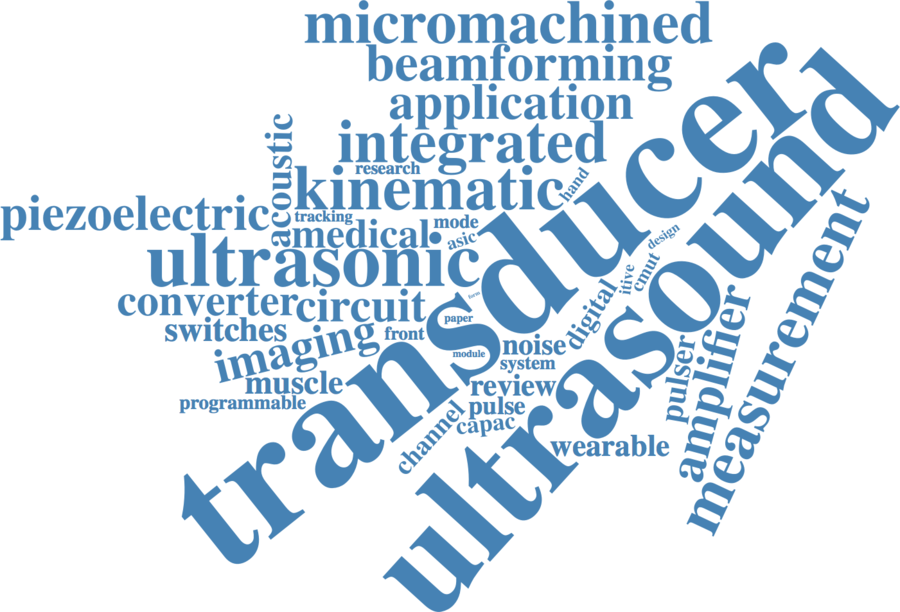 micromachined
beamforming
application
integrated
acoustic
research
kinematic
hand
transducer
ultrasound
piezoelectric
tracking
medical
mode
asic
design
ultrasonic
itive
cmut
measurement
converter
circuit
form
paper
digital
switches
front
imaging
module
noise
system
amplifier
pulser
muscle
review
programmable
pulse
channel
capac
wearable